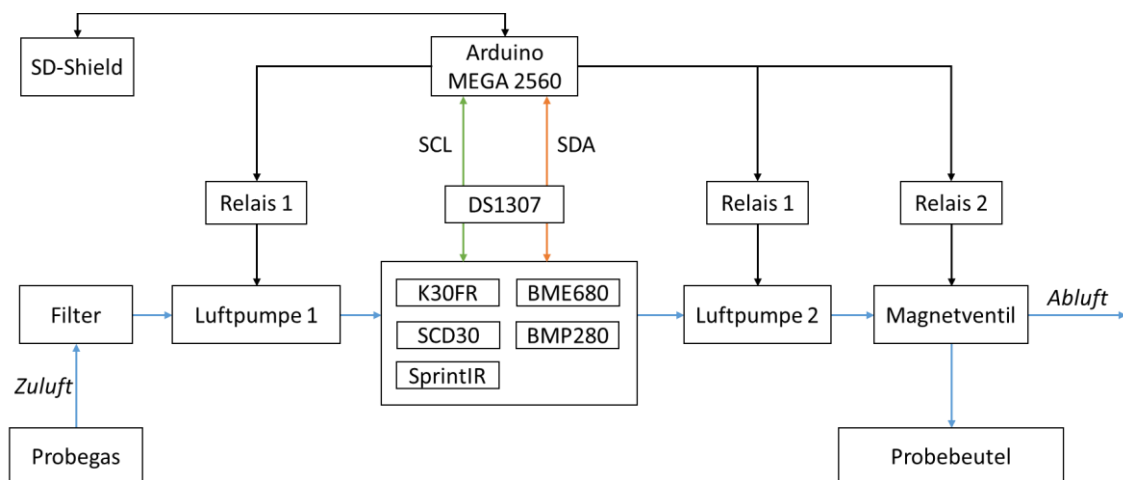 SD-Shield
Arduino
MEGA 2560
SCL
SDA
Relais 1
DS1307
Relais 1
Relais 2
Filter
Luftpumpe 1
K30FR
BME680
SCD30
BMP280
SprintIR
Luftpumpe 2
Magnetventil
Abluft
Zuluft
Probegas
Probebeutel